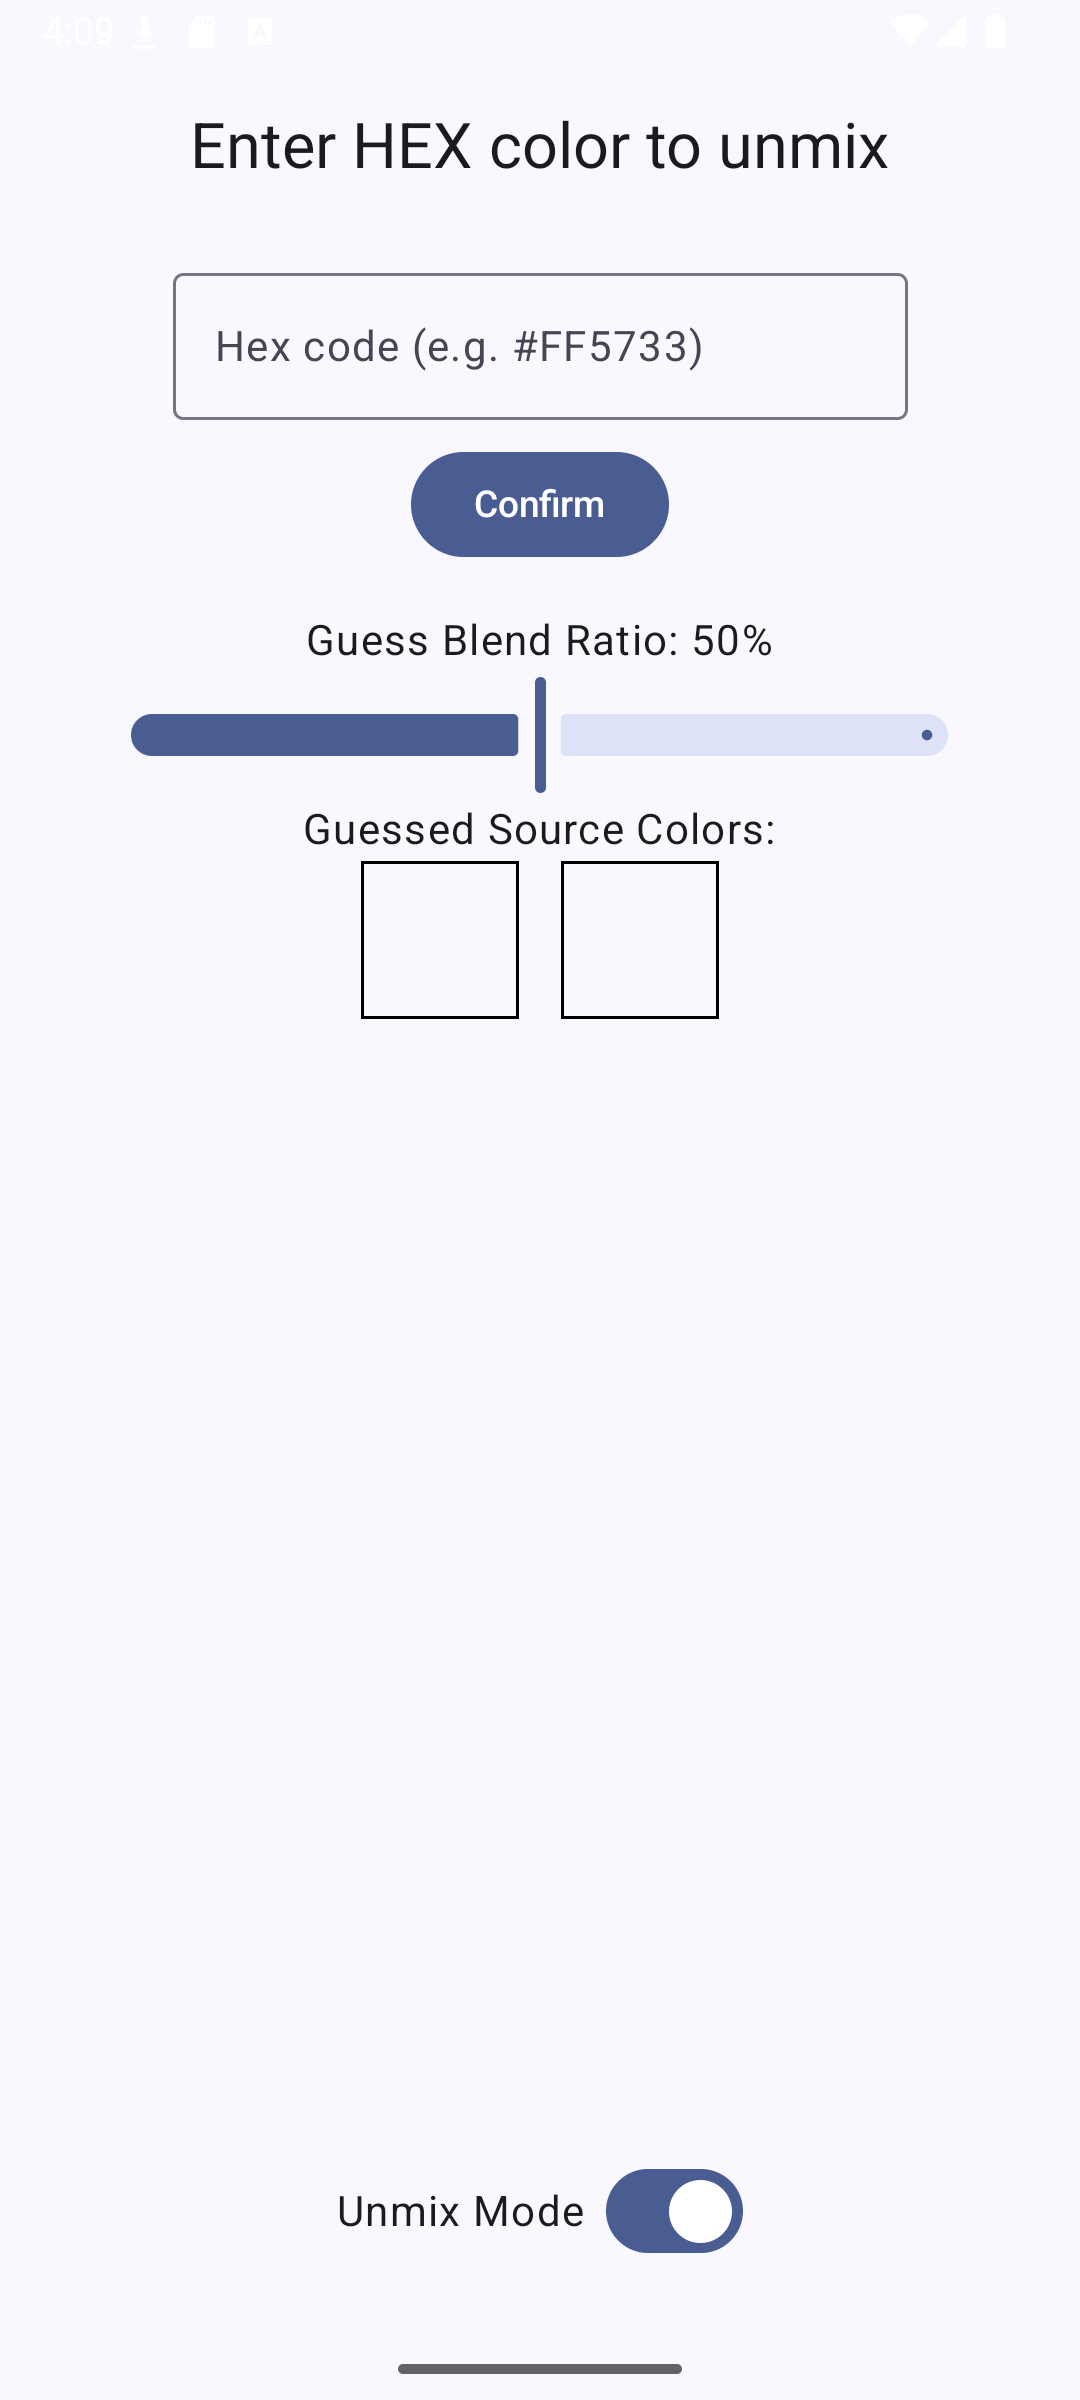 4:09
Enter HEX color to unmix
Hex code (e.g. #FF5733)
Confirm
Guess Blend Ratio: 50%
Guessed Source Colors:
Unmix Mode